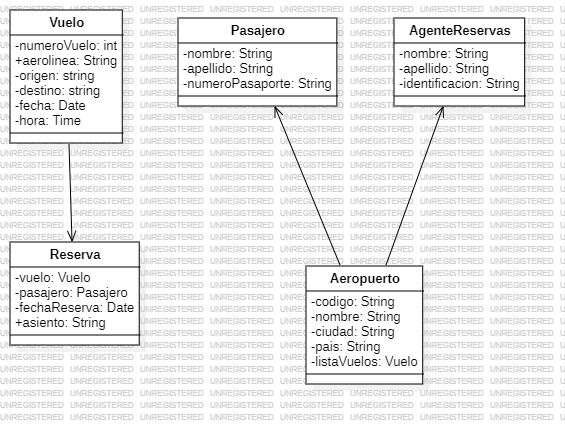 Vuelo
-numeroVuelo: int
+aerolinea: String
-origen: string
-destino: string
-fecha: Date
-hora: Time
Pasajero
-nombre: String
-apellido: String
-numeroPasaporte: String
AgenteReservas
-nombre: String
-apellido: String
-identificacion: String
Reserva
-vuelo: Vuelo
-pasajero: Pasajero
-fechaReserva: Date
+asiento: String
Aeropuerto
-codigo: String
-nombre: String
-ciudad: String
-pais: String
-listaVuelos: Vuelo
UNREGISTERED